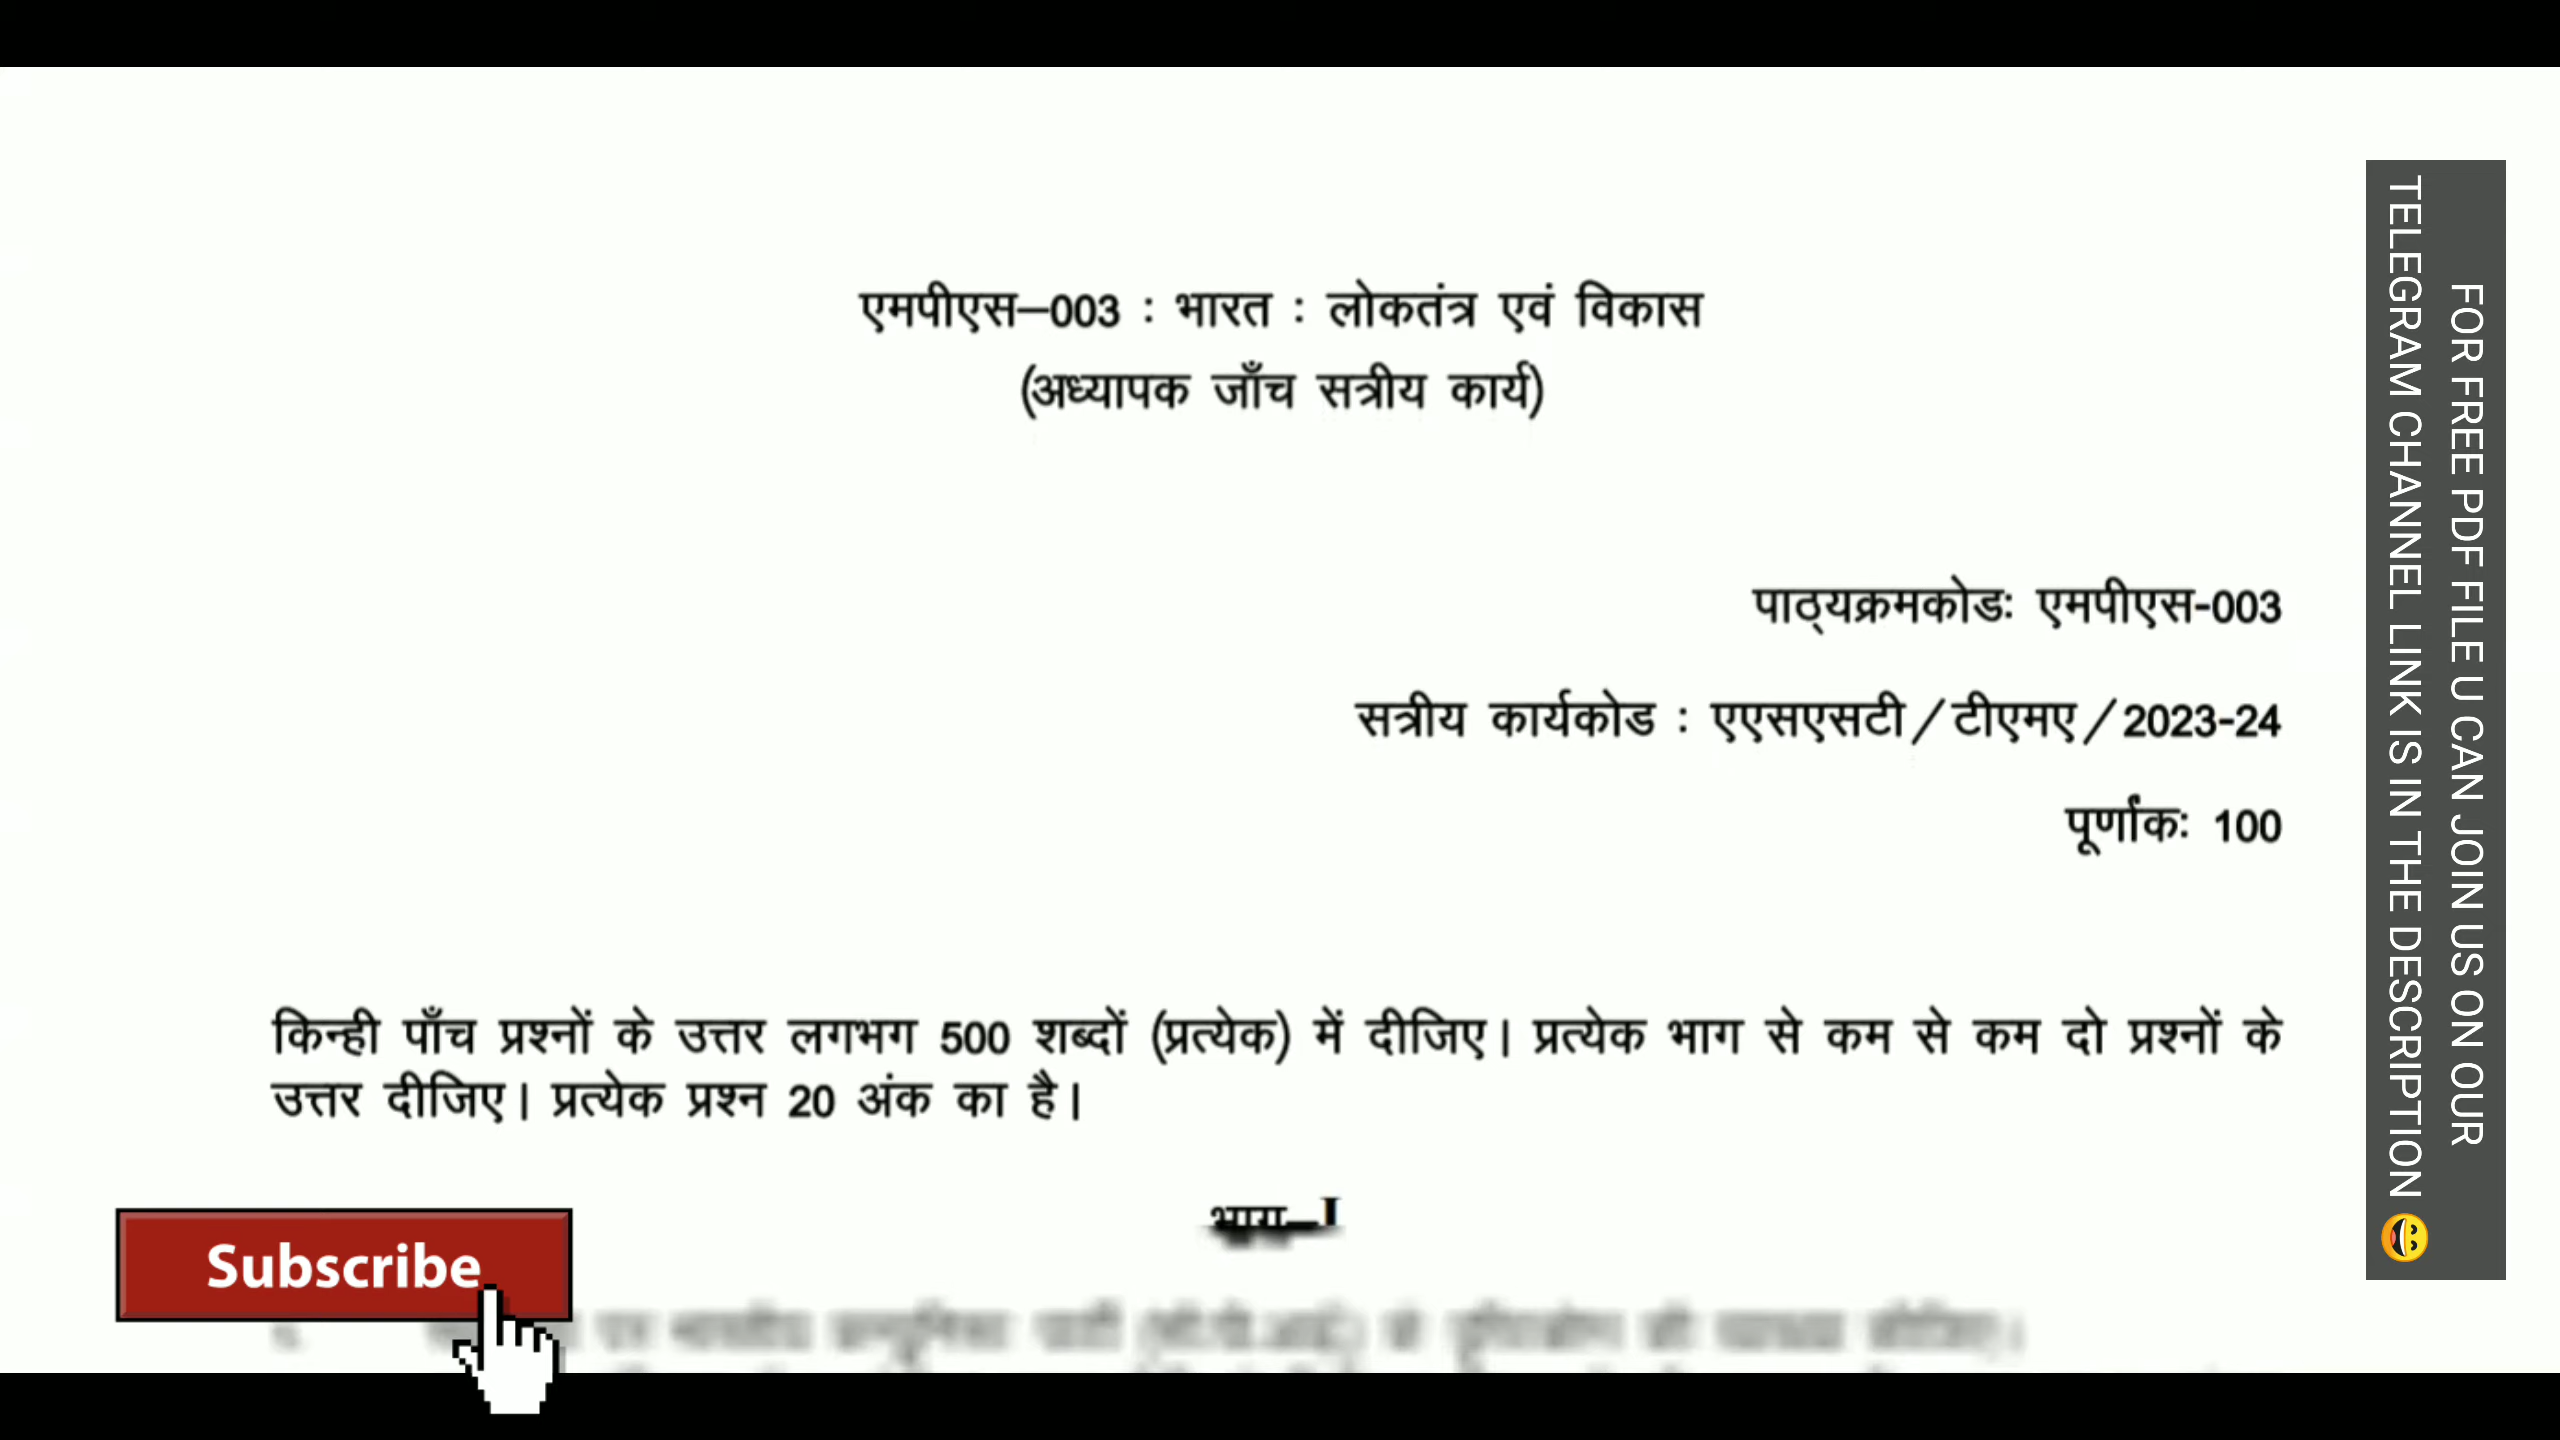 एमपीएस–003 : भारत : लोकतंत्र एवं विकास
(अध्यापक जाँच सत्रीय कार्य)
पाठ्यक्रमकोडः एमपीएस-003
सत्रीय कार्यकोड : एएसएसटी/टीएमए/2023-24
पूर्णांकः 100
किन्ही पाँच प्रश्नों के उत्तर लगभग 500 शब्दों (प्रत्येक) में दीजिए। प्रत्येक भाग से कम से कम दो प्रश्नों के
उत्तर दीजिए। प्रत्येक प्रश्न 20 अंक का है।
भाग–I
Subscribe
FOR FREE PDF FILE U CAN JOIN US ON OUR
TELEGRAM CHANNEL LINK IS IN THE DESCRIPTION 😄